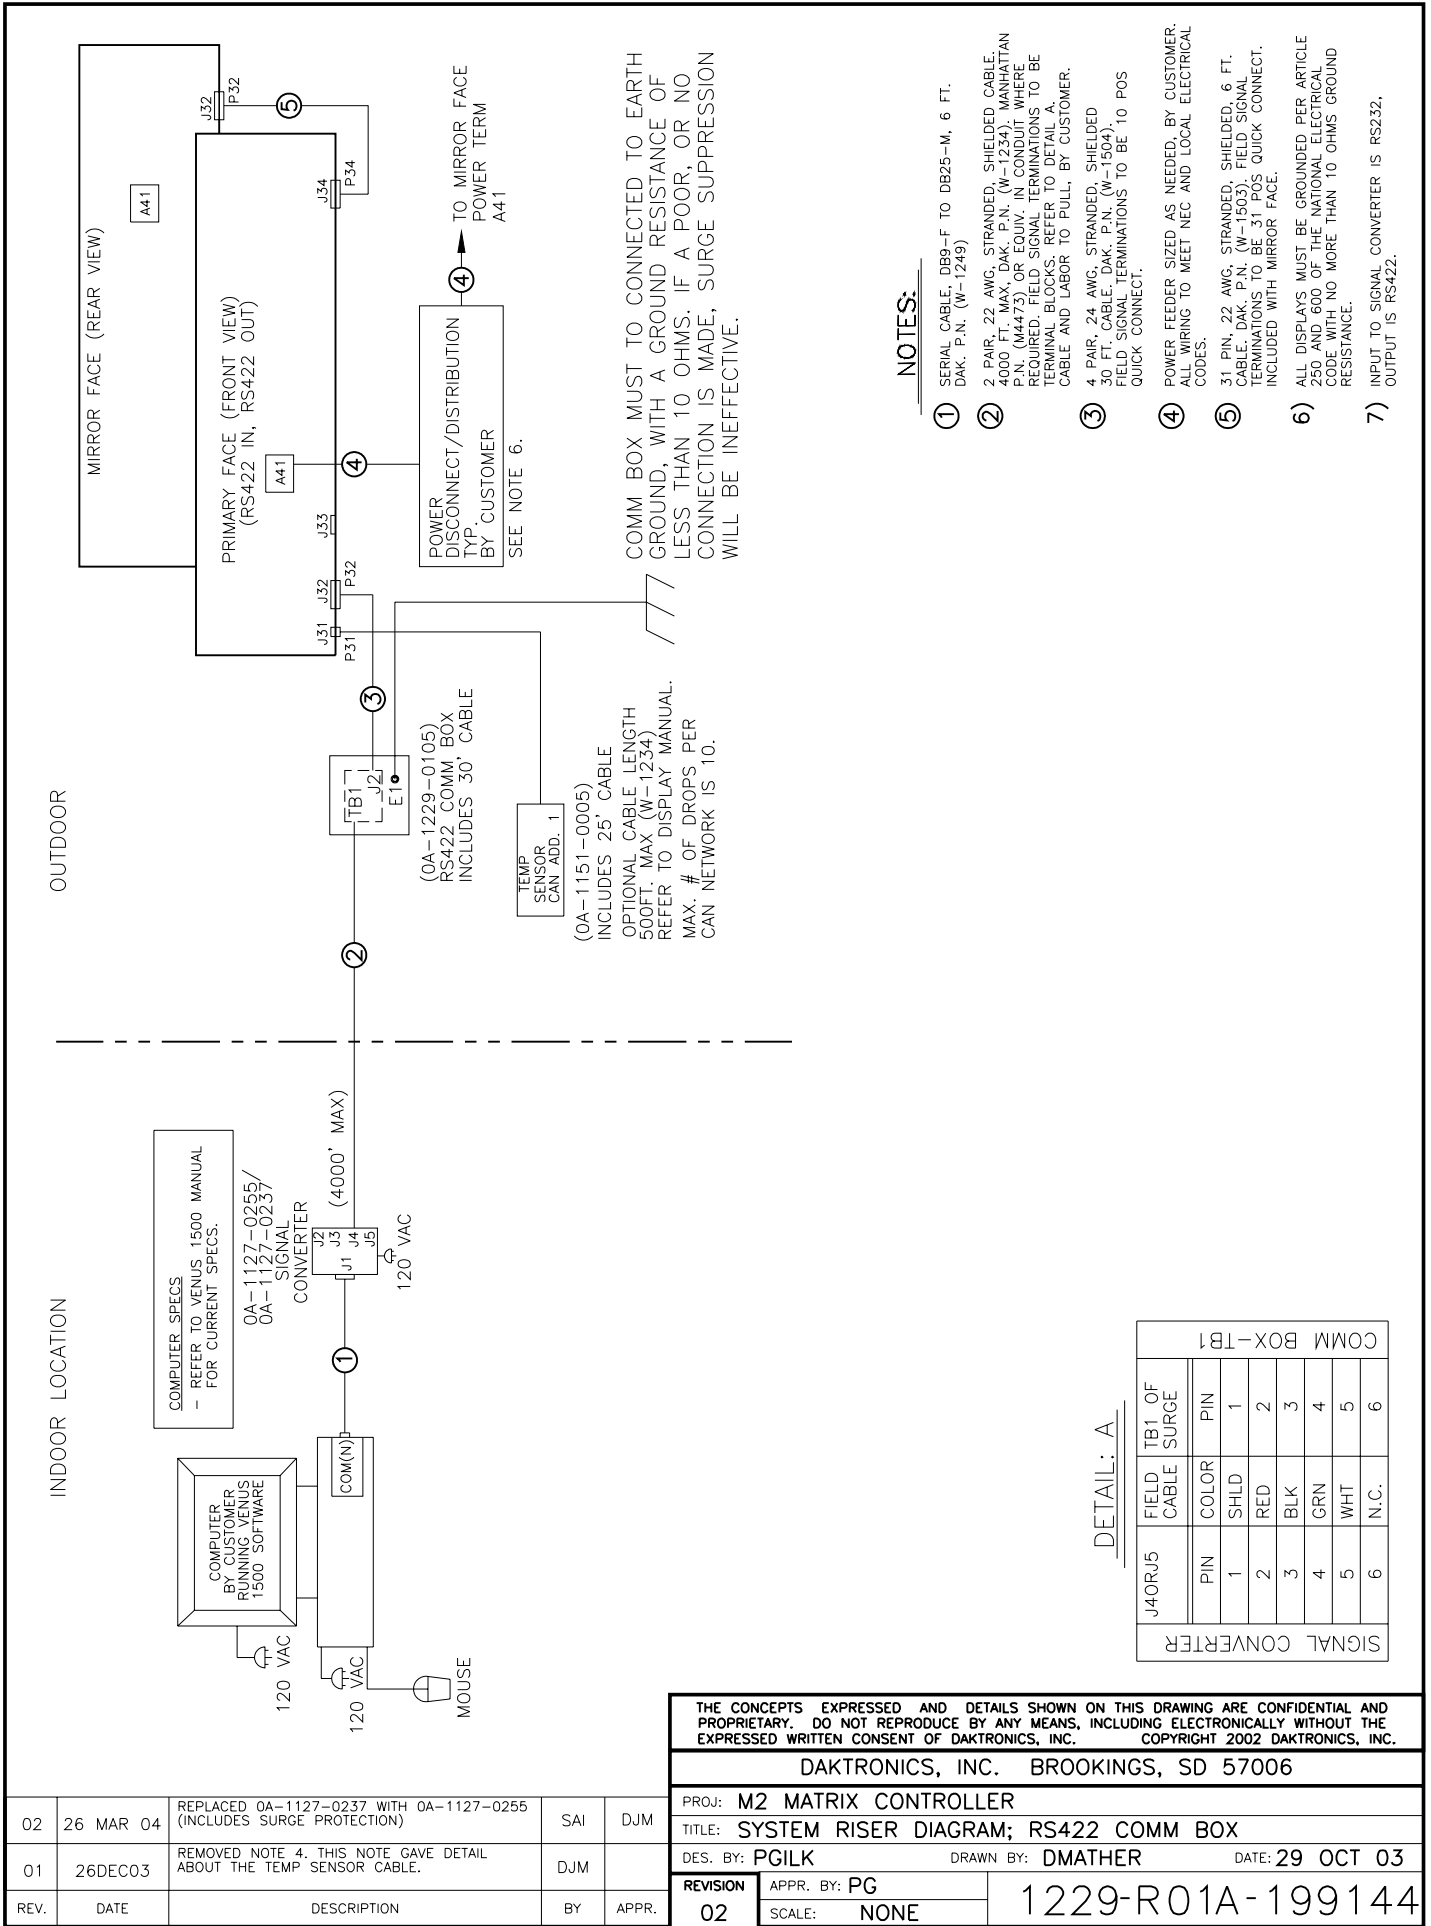 INDOOR LOCATION
OUTDOOR
COMPUTER SPECS
- REFER TO VENUS 1500 MANUAL
FOR CURRENT SPECS.
COMPUTER
BY CUSTOMER
RUNNING VENUS
1500 SOFTWARE
COM(N)
120 VAC
120 VAC
MOUSE
1
0A-1127-0255/
0A-1127-0237
SIGNAL
CONVERTER
J1
J2
J3
J4
J5
120 VAC
(4000' MAX)
2
TB1
J2
E1
(0A-1229-0105)
RS422 COMM BOX
INCLUDES 30' CABLE
3
TEMP
SENSOR
CAN ADD. 1
(0A-1151-0005)
INCLUDES 25' CABLE
OPTIONAL CABLE LENGTH
500FT. MAX (W-1234)
REFER TO DISPLAY MANUAL.
MAX. # OF DROPS PER
CAN NETWORK IS 10.
MIRROR FACE (REAR VIEW)
A41
PRIMARY FACE (FRONT VIEW)
(RS422 IN, RS422 OUT)
A41
J31
P31
J32
P32
J33
J34
P34
J32
P32
5
4
POWER
DISCONNECT/DISTRIBUTION
TYP.
BY CUSTOMER
SEE NOTE 6.
4
TO MIRROR FACE
POWER TERM
A41
COMM BOX MUST TO CONNECTED TO EARTH
GROUND, WITH A GROUND RESISTANCE OF
LESS THAN 10 OHMS. IF A POOR, OR NO
CONNECTION IS MADE, SURGE SUPPRESSION
WILL BE INEFFECTIVE.
NOTES:
1 SERIAL CABLE, DB9-F TO DB25-M, 6 FT.
DAK. P.N. (W-1249)
2 2 PAIR, 22 AWG, STRANDED, SHIELDED CABLE.
4000 FT. MAX, DAK. P.N. (W-1234). MANHATTAN
P.N. (M4473) OR EQUIV. IN CONDUIT WHERE
REQUIRED. FIELD SIGNAL TERMINATIONS TO BE
TERMINAL BLOCKS. REFER TO DETAIL A.
CABLE AND LABOR TO PULL, BY CUSTOMER.
3 4 PAIR, 24 AWG, STRANDED, SHIELDED
30 FT. CABLE, DAK. P.N. (W-1504).
FIELD SIGNAL TERMINATIONS TO BE 10 POS
QUICK CONNECT.
4 POWER FEEDER SIZED AS NEEDED, BY CUSTOMER.
ALL WIRING TO MEET NEC AND LOCAL ELECTRICAL
CODES.
5 31 PIN, 22 AWG, STRANDED, SHIELDED, 6 FT.
CABLE. DAK. P.N. (W-1503). FIELD SIGNAL
TERMINATIONS TO BE 31 POS QUICK CONNECT.
INCLUDED WITH MIRROR FACE.
6) ALL DISPLAYS MUST BE GROUNDED PER ARTICLE
250 AND 600 OF THE NATIONAL ELECTRICAL
CODE WITH NO MORE THAN 10 OHMS GROUND
RESISTANCE.
7) INPUT TO SIGNAL CONVERTER IS RS232,
OUTPUT IS RS422.
DETAIL: A
SIGNAL CONVERTER
COMM BOX-TB1
J4ORJ5 FIELD CABLE TB1 OF SURGE
PIN COLOR PIN
1 SHLD 1
2 RED 2
3 BLK 3
4 GRN 4
5 WHT 5
6 N.C. 6
THE CONCEPTS EXPRESSED AND DETAILS SHOWN ON THIS DRAWING ARE CONFIDENTIAL AND
PROPRIETARY. DO NOT REPRODUCE BY ANY MEANS, INCLUDING ELECTRONICALLY WITHOUT THE
EXPRESSED WRITTEN CONSENT OF DAKTRONICS, INC. COPYRIGHT 2002 DAKTRONICS, INC.
DAKTRONICS, INC. BROOKINGS, SD 57006
PROJ: M2 MATRIX CONTROLLER
TITLE: SYSTEM RISER DIAGRAM; RS422 COMM BOX
DES. BY: PGILK DRAWN BY: DMATHER DATE: 29 OCT 03
REVISION
02
APPR. BY: PG
SCALE: NONE
1229-R01A-199144
02 26 MAR 04 REPLACED 0A-1127-0237 WITH 0A-1127-0255
(INCLUDES SURGE PROTECTION) SAI DJM
01 26DEC03 REMOVED NOTE 4. THIS NOTE GAVE DETAIL
ABOUT THE TEMP SENSOR CABLE. DJM
REV. DATE DESCRIPTION BY APPR.